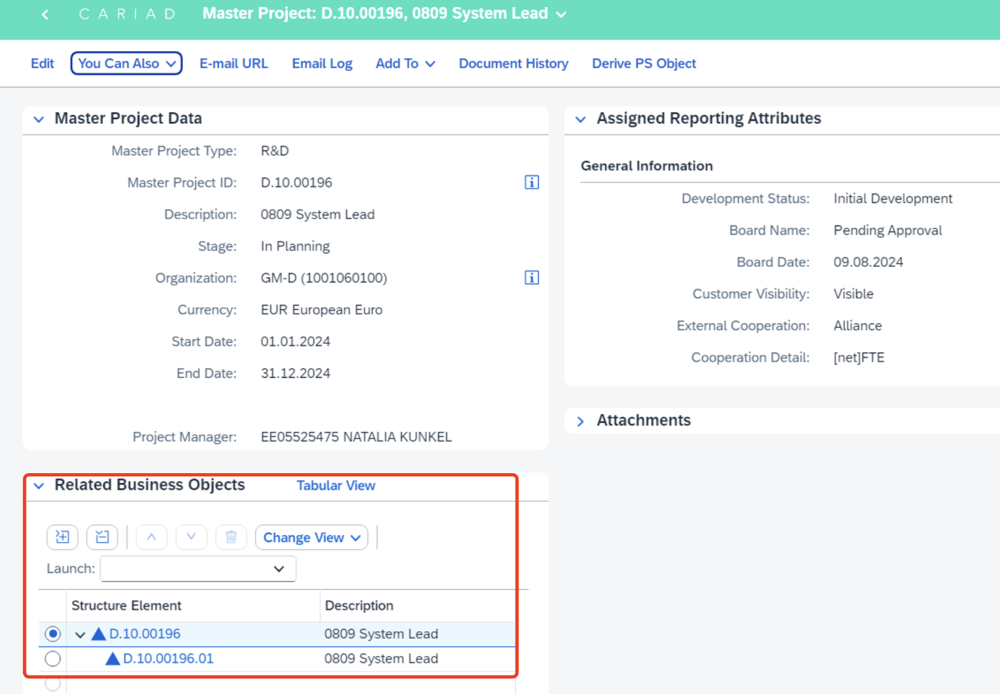 CARIAD Master Project: D.10.00196, 0809 System Lead
Edit You Can Also E-mail URL Email Log Add To Document History Derive PS Object
Master Project Data
Master Project Type: R&D
Master Project ID: D.10.00196
Description: 0809 System Lead
Stage: In Planning
Organization: GM-D (1001060100)
Currency: EUR European Euro
Start Date: 01.01.2024
End Date: 31.12.2024
Project Manager: EE05525475 NATALIA KUNKEL
Assigned Reporting Attributes
General Information
Development Status: Initial Development
Board Name: Pending Approval
Board Date: 09.08.2024
Customer Visibility: Visible
External Cooperation: Alliance
Cooperation Detail: [net]FTE
Attachments
Related Business Objects Tabular View
Change View
Launch:
Structure Element Description
D.10.00196 0809 System Lead
D.10.00196.01 0809 System Lead